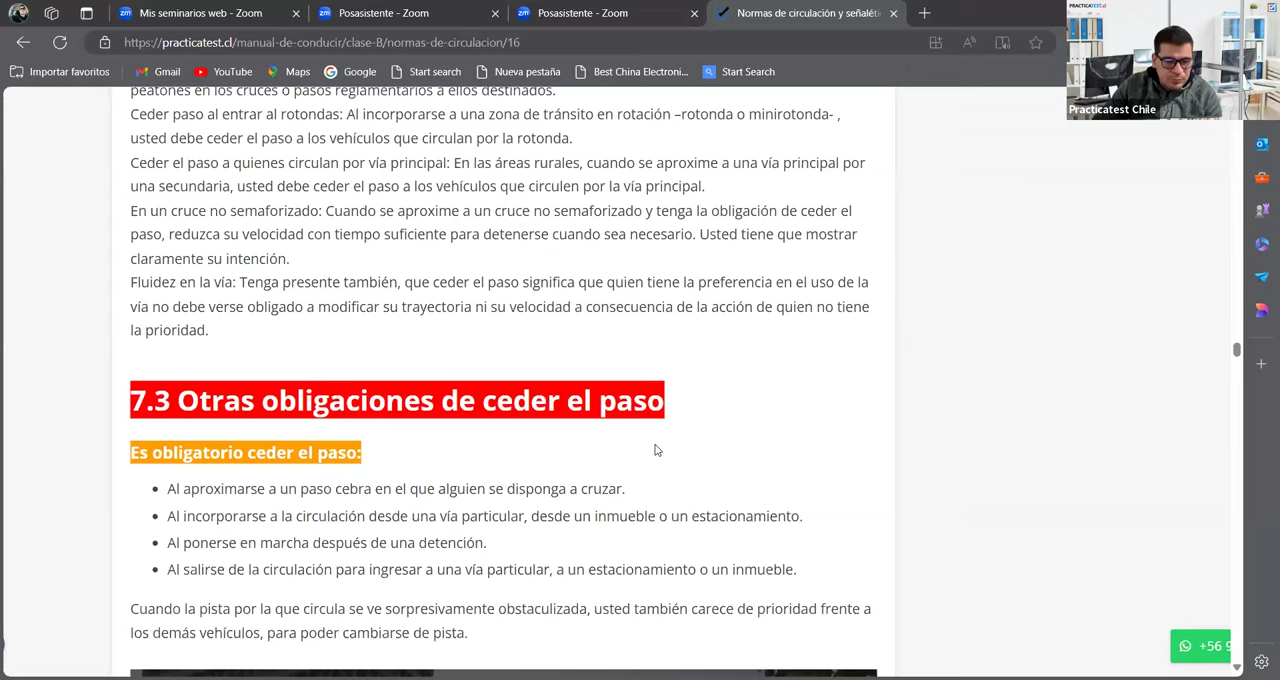 Mis seminarios web - Zoom
Posasistente - Zoom
Posasistente - Zoom
Normas de circulación y señaléti
https://practicatest.cl/manual-de-conducir/clase-B/normas-de-circulacion/16
Importar favoritos
Gmail
YouTube
Maps
Google
Start search
Nueva pestaña
Best China Electroni...
Start Search
PRACTICATEST.cl
Practicatest Chile
peatones en los cruces o pasos reglamentarios a ellos destinados.
Ceder paso al entrar al rotondas: Al incorporarse a una zona de tránsito en rotación –rotonda o minirotonda- ,
usted debe ceder el paso a los vehículos que circulan por la rotonda.
Ceder el paso a quienes circulan por vía principal: En las áreas rurales, cuando se aproxime a una vía principal por
una secundaria, usted debe ceder el paso a los vehículos que circulen por la vía principal.
En un cruce no semaforizado: Cuando se aproxime a un cruce no semaforizado y tenga la obligación de ceder el
paso, reduzca su velocidad con tiempo suficiente para detenerse cuando sea necesario. Usted tiene que mostrar
claramente su intención.
Fluidez en la vía: Tenga presente también, que ceder el paso significa que quien tiene la preferencia en el uso de la
vía no debe verse obligado a modificar su trayectoria ni su velocidad a consecuencia de la acción de quien no tiene
la prioridad.
7.3 Otras obligaciones de ceder el paso
Es obligatorio ceder el paso:
• Al aproximarse a un paso cebra en el que alguien se disponga a cruzar.
• Al incorporarse a la circulación desde una vía particular, desde un inmueble o un estacionamiento.
• Al ponerse en marcha después de una detención.
• Al salirse de la circulación para ingresar a una vía particular, a un estacionamiento o un inmueble.
Cuando la pista por la que circula se ve sorpresivamente obstaculizada, usted también carece de prioridad frente a
los demás vehículos, para poder cambiarse de pista.
+56 9